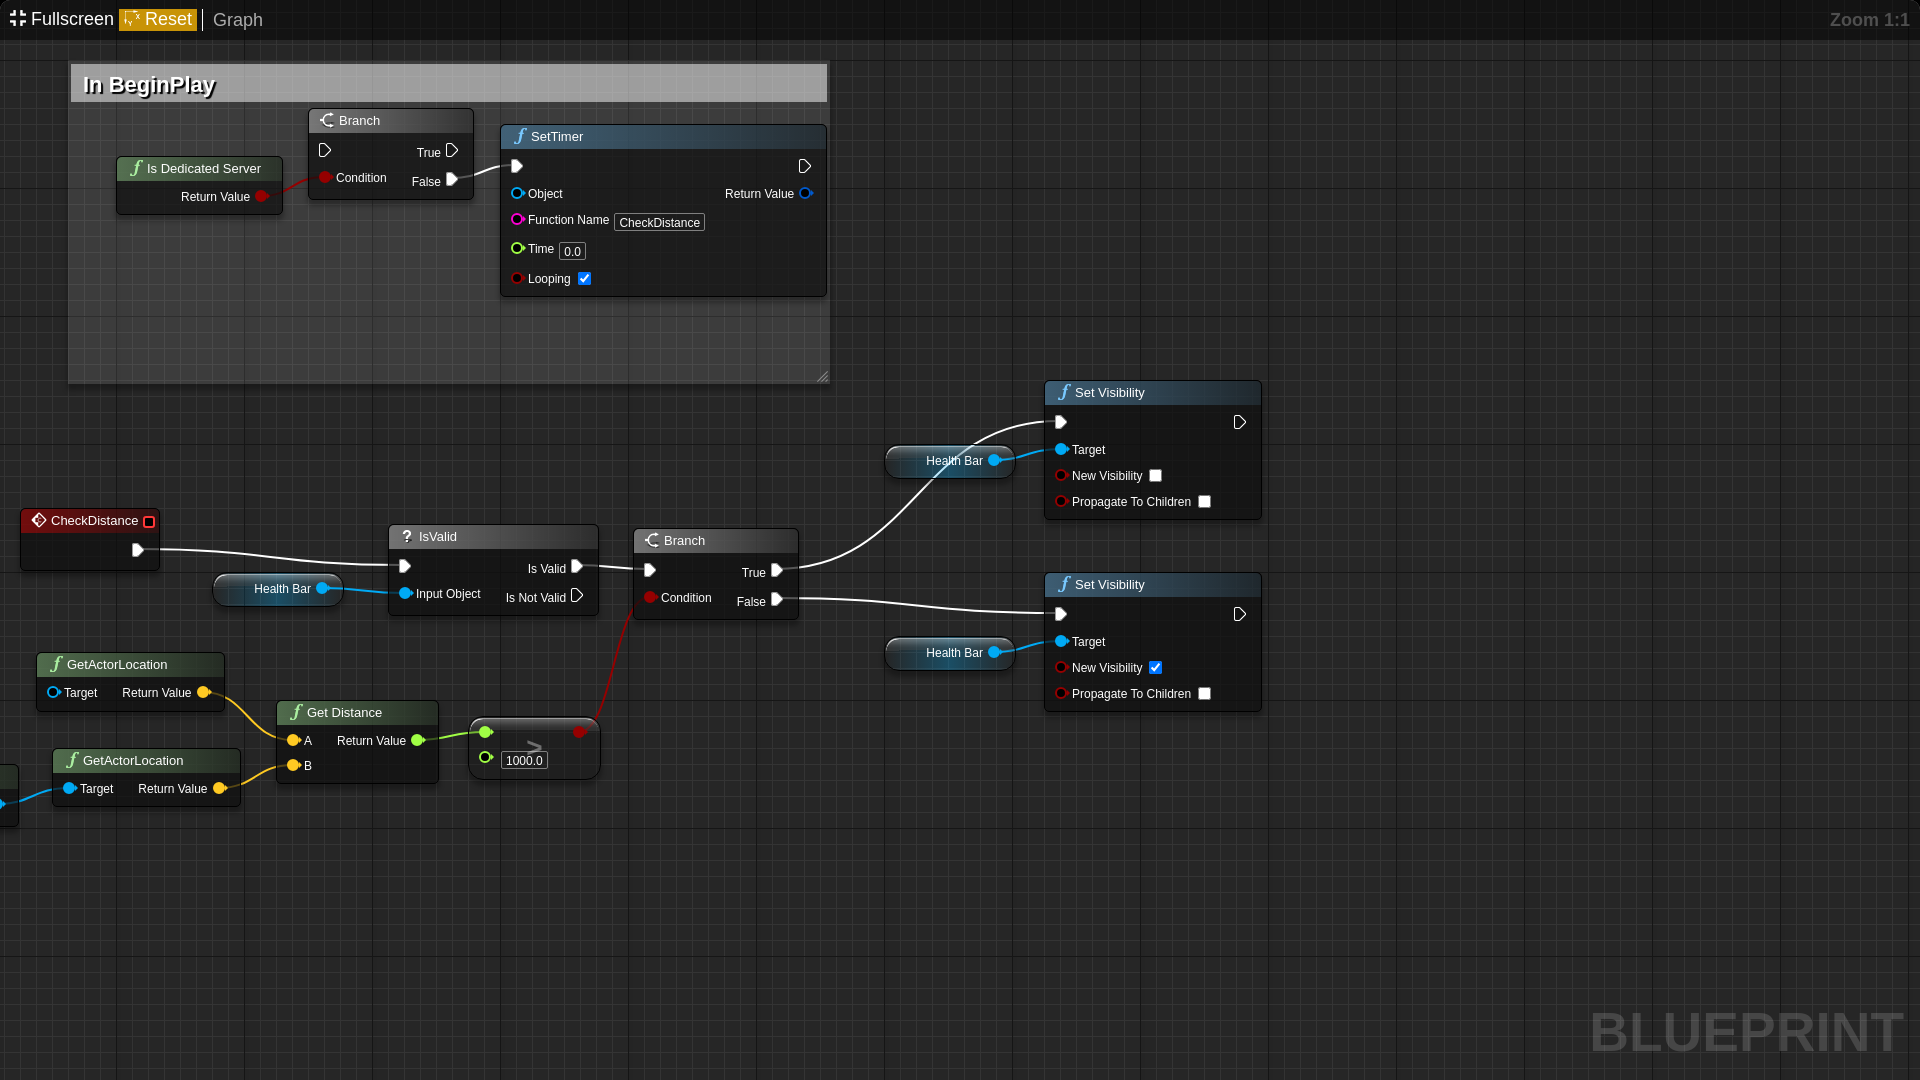 Fullscreen Reset Graph Zoom 1:1
In BeginPlay
Branch
True
Condition
False
Is Dedicated Server
Return Value
SetTimer
Object
Return Value
Function Name CheckDistance
Time 0.0
Looping
Set Visibility
Target
New Visibility
Propagate To Children
Health Bar
CheckDistance
IsValid
Is Valid
Input Object
Is Not Valid
Health Bar
Branch
True
Condition
False
Set Visibility
Target
New Visibility
Propagate To Children
Health Bar
GetActorLocation
Target Return Value
Get Distance
A Return Value
B
>
1000.0
GetActorLocation
Target Return Value
BLUEPRINT